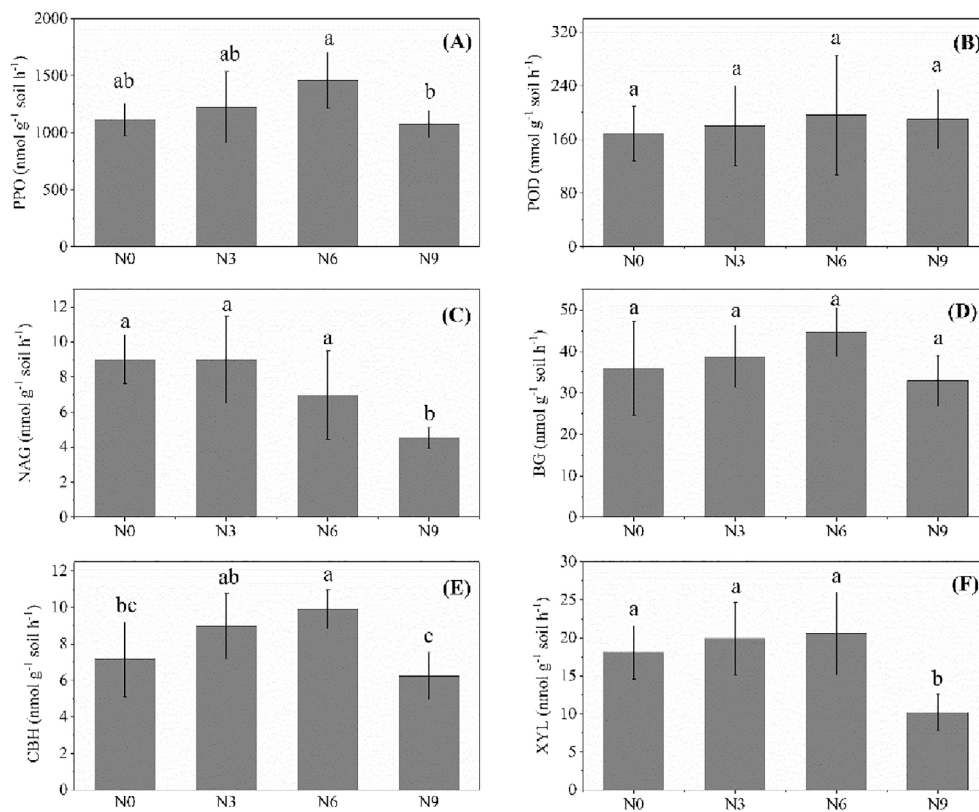 (A)
PPO (nmol g⁻¹ soil h⁻¹)
2000
1500
1000
500
0
ab
ab
a
b
N0 N3 N6 N9
(B)
POD (nmol g⁻¹ soil h⁻¹)
320
240
160
80
0
a
a
a
a
N0 N3 N6 N9
(C)
NAG (nmol g⁻¹ soil h⁻¹)
12
10
8
6
4
2
0
a
a
a
b
N0 N3 N6 N9
(D)
BG (nmol g⁻¹ soil h⁻¹)
50
40
30
20
10
0
a
a
a
a
N0 N3 N6 N9
(E)
CBH (nmol g⁻¹ soil h⁻¹)
12
10
8
6
4
2
0
bc
ab
a
c
N0 N3 N6 N9
(F)
XYL (nmol g⁻¹ soil h⁻¹)
30
25
20
15
10
5
0
a
a
a
b
N0 N3 N6 N9